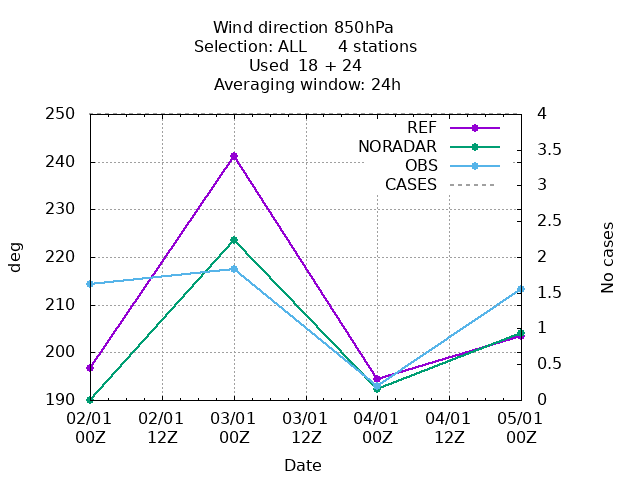 Wind direction 850hPa
Selection: ALL      4 stations
Used  18 + 24
Averaging window: 24h
250
240
230
220
210
200
190
deg
4
3.5
3
2.5
2
1.5
1
0.5
0
No cases
REF
NORADAR
OBS
CASES
02/01 02/01 03/01 03/01 04/01 04/01 05/01
00Z 12Z 00Z 12Z 00Z 12Z 00Z
Date